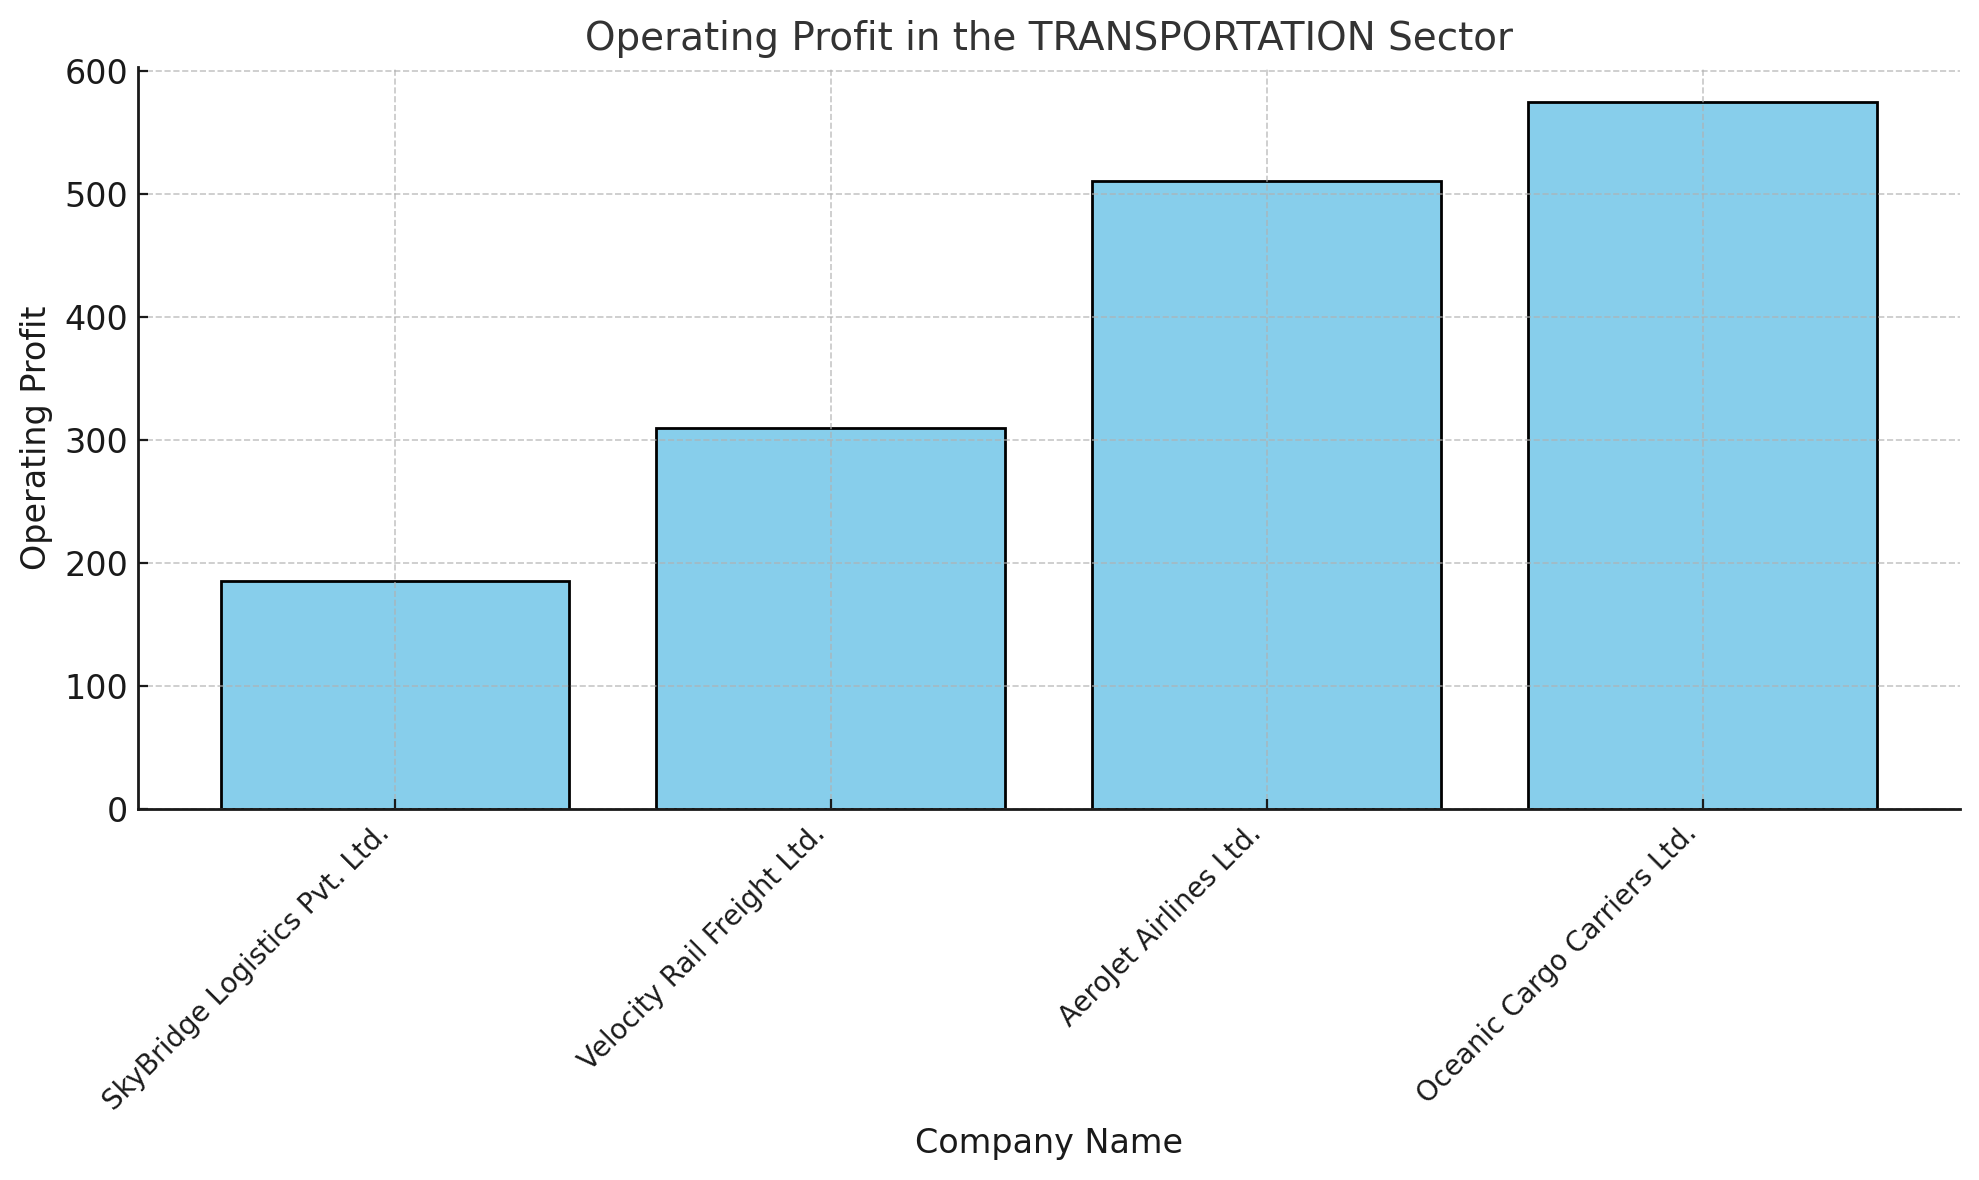 Operating Profit in the TRANSPORTATION Sector
Operating Profit
600
500
400
300
200
100
0
SkyBridge Logistics Pvt. Ltd.
Velocity Rail Freight Ltd.
AeroJet Airlines Ltd.
Oceanic Cargo Carriers Ltd.
Company Name